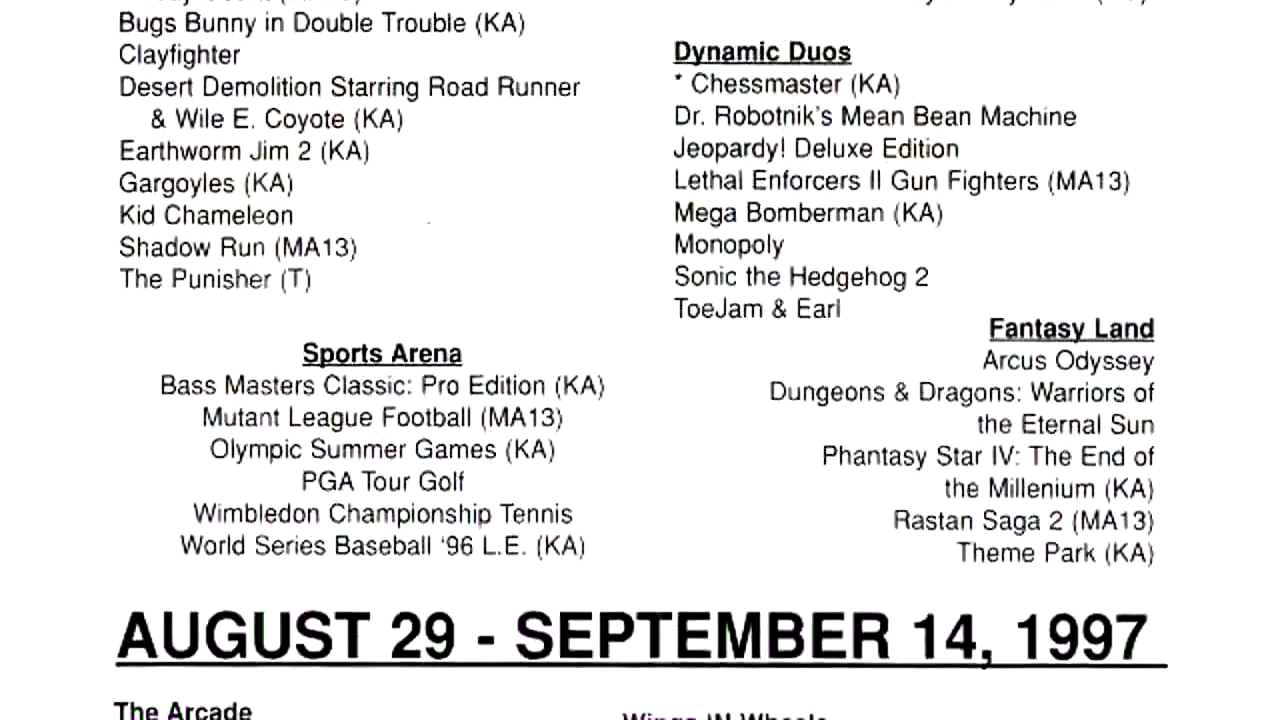 Bugs Bunny in Double Trouble (KA)
Clayfighter
Desert Demolition Starring Road Runner
& Wile E. Coyote (KA)
Earthworm Jim 2 (KA)
Gargoyles (KA)
Kid Chameleon
Shadow Run (MA13)
The Punisher (T)
Sports Arena
Bass Masters Classic: Pro Edition (KA)
Mutant League Football (MA13)
Olympic Summer Games (KA)
PGA Tour Golf
Wimbledon Championship Tennis
World Series Baseball '96 L.E. (KA)
Dynamic Duos
* Chessmaster (KA)
Dr. Robotnik's Mean Bean Machine
Jeopardy! Deluxe Edition
Lethal Enforcers II Gun Fighters (MA13)
Mega Bomberman (KA)
Monopoly
Sonic the Hedgehog 2
ToeJam & Earl
Fantasy Land
Arcus Odyssey
Dungeons & Dragons: Warriors of
the Eternal Sun
Phantasy Star IV: The End of
the Millenium (KA)
Rastan Saga 2 (MA13)
Theme Park (KA)
AUGUST 29 - SEPTEMBER 14, 1997
The Arcade
Wings 'N Wheels